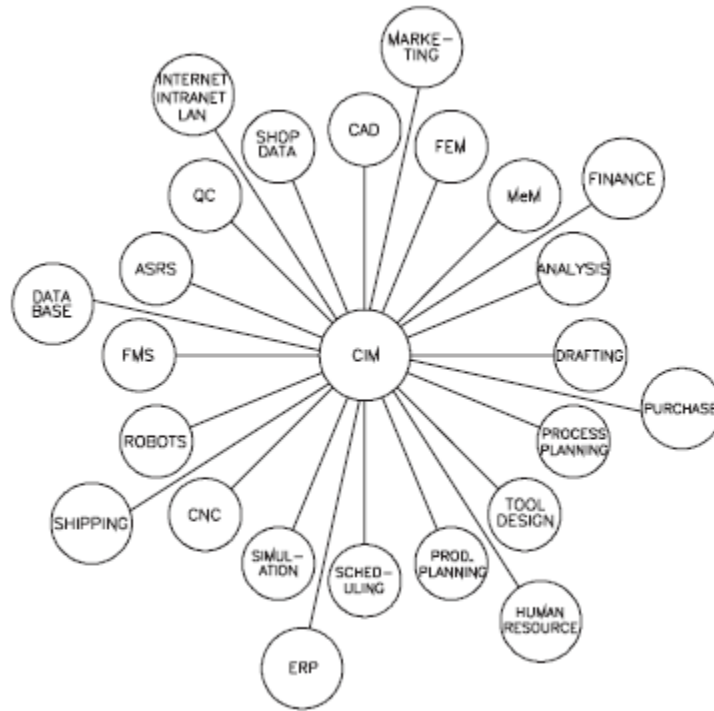 MARKE-
TING
INTERNET
INTRANET
LAN
CAD
SHOP
DATA
FEM
FINANCE
QC
MeM
ASRS
ANALYSIS
DATA
BASE
FMS
CIM
DRAFTING
PURCHASE
ROBOTS
PROCESS
PLANNING
SHIPPING
CNC
TOOL
DESIGN
SIMUL-
ATION
SCHED-
ULING
PROD.
PLANNING
HUMAN
RESOURCE
ERP